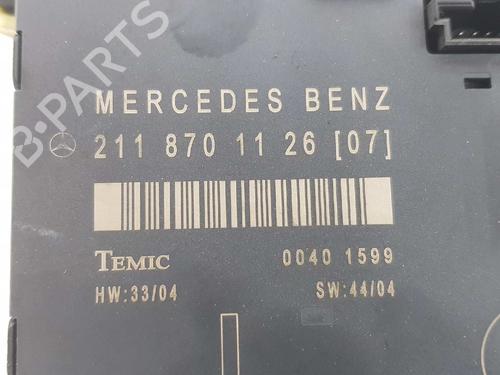 B-PARTS
MERCEDES BENZ
211 870 11 26 [07]
TEMIC 0040 1599
HW:33/04 SW:44/04